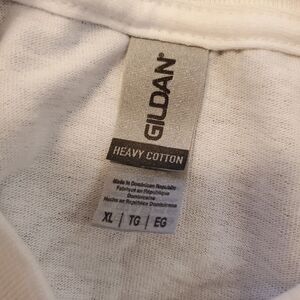 GILDAN
HEAVY COTTON
Made in Dominican Republic
Fabriqué en République
Dominicaine
Hecho en República Dominicana
XL | TG | EG